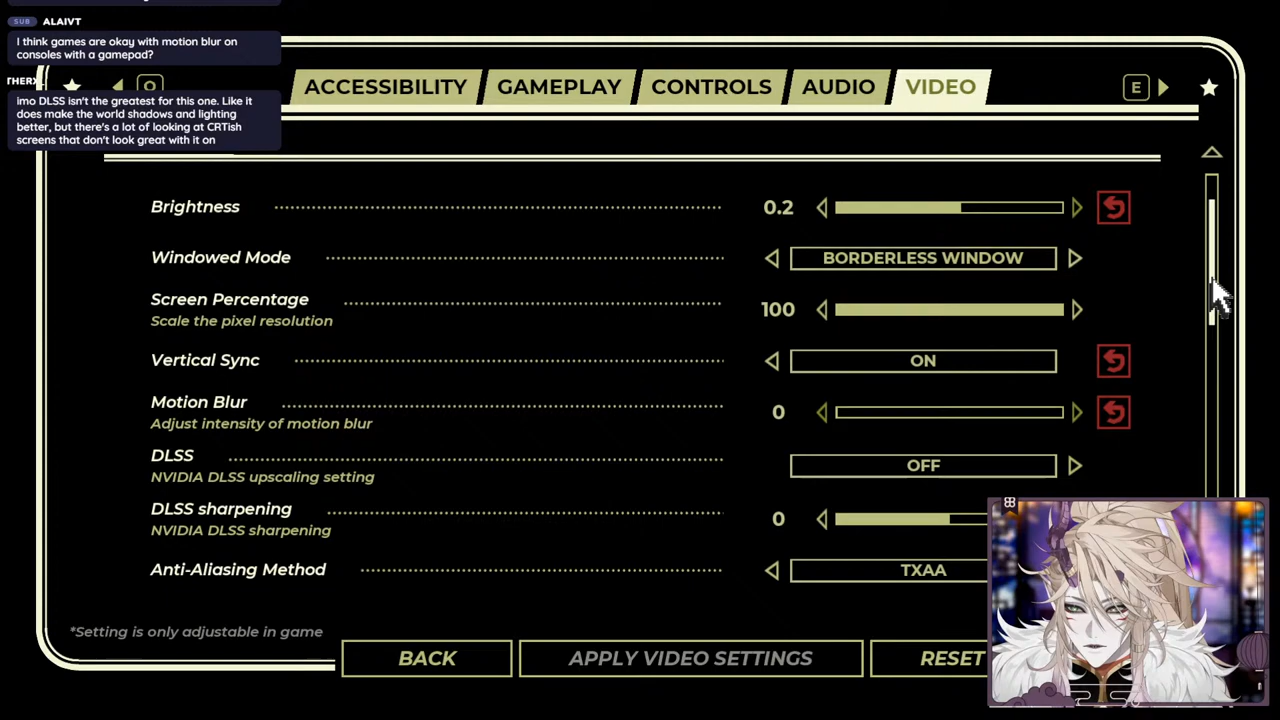 SUB ALAIVT
I think games are okay with motion blur on
consoles with a gamepad?
THERX
imo DLSS isn't the greatest for this one. Like it
does make the world shadows and lighting
better, but there's a lot of looking at CRTish
screens that don't look great with it on
Q
ACCESSIBILITY
GAMEPLAY
CONTROLS
AUDIO
VIDEO
E
Brightness
0.2
Windowed Mode
BORDERLESS WINDOW
Screen Percentage
100
Scale the pixel resolution
Vertical Sync
ON
Motion Blur
0
Adjust intensity of motion blur
DLSS
OFF
NVIDIA DLSS upscaling setting
DLSS sharpening
0
NVIDIA DLSS sharpening
Anti-Aliasing Method
TXAA
*Setting is only adjustable in game
BACK
APPLY VIDEO SETTINGS
RESET